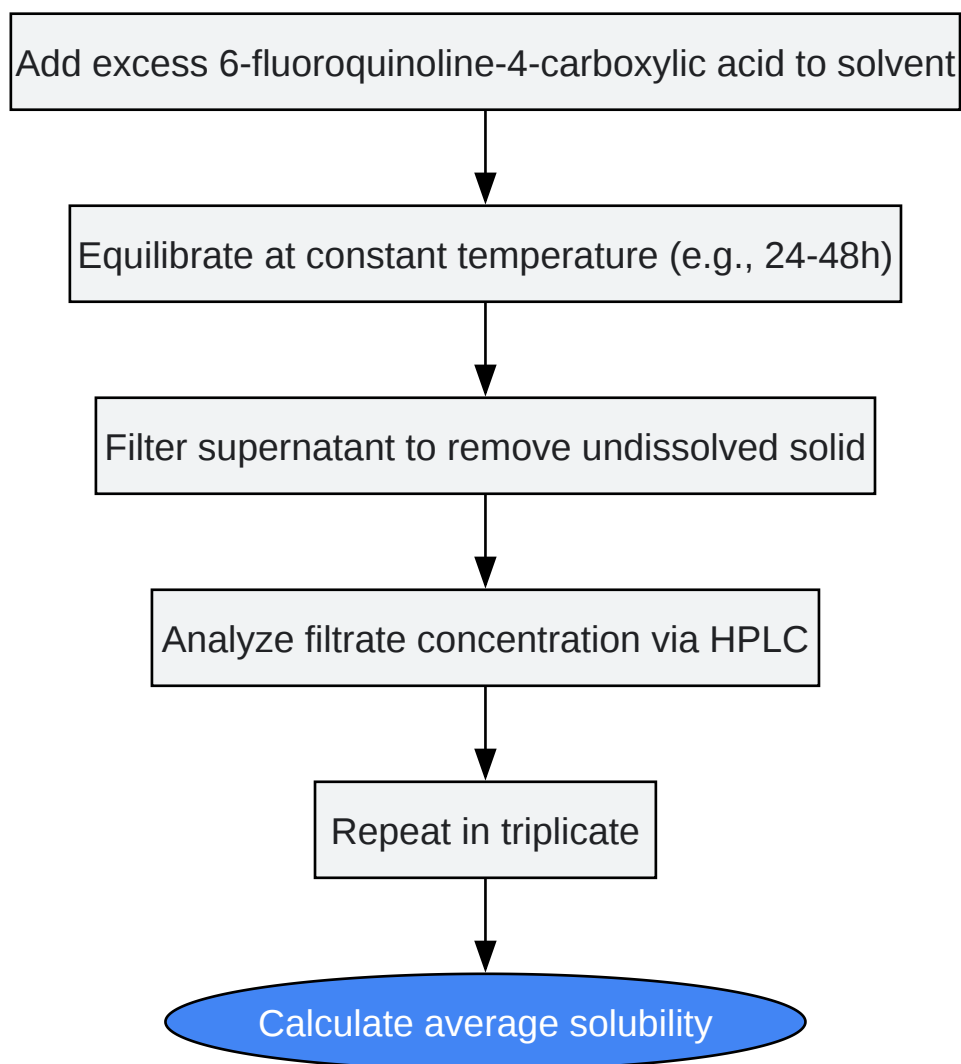 Add excess 6-fluoroquinoline-4-carboxylic acid to solvent
Equilibrate at constant temperature (e.g., 24-48h)
Filter supernatant to remove undissolved solid
Analyze filtrate concentration via HPLC
Repeat in triplicate
Calculate average solubility